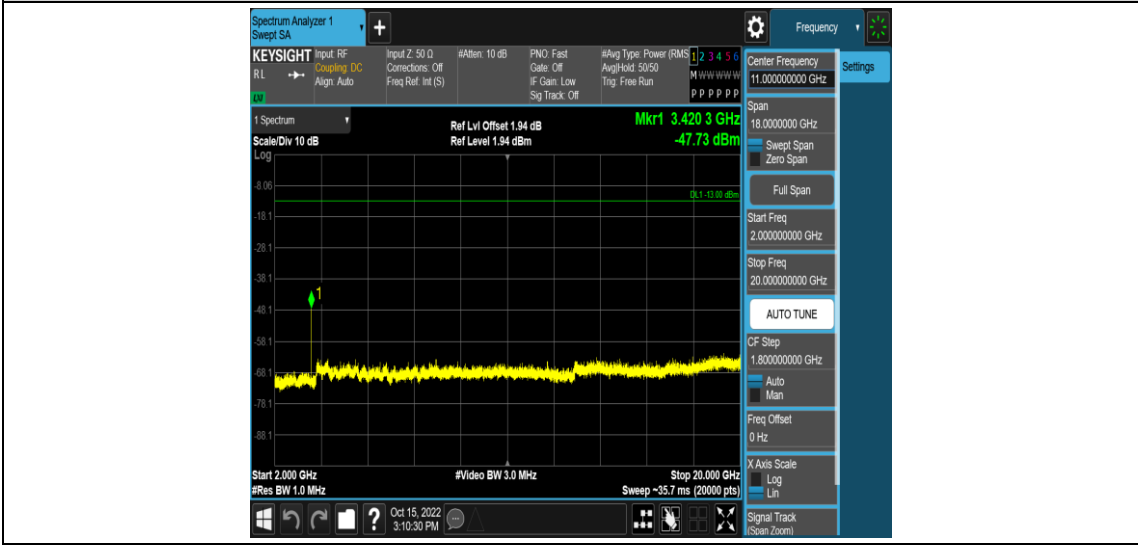 Spectrum Analyzer 1
Swept SA
+
Frequency
KEYSIGHT
RL
LNI
Input: RF
Coupling: DC
Align: Auto
Input Z: 50 Ω
Corrections: Off
Freq Ref: Int (S)
#Atten: 10 dB
PNO: Fast
Gate: Off
IF Gain: Low
Sig Track: Off
#Avg Type: Power (RMS
Avg|Hold: 50/50
Trig: Free Run
1 2 3 4 5 6
M W W W W W
P P P P P P
1 Spectrum
Scale/Div 10 dB
Log
Ref Lvl Offset 1.94 dB
Ref Level 1.94 dBm
Mkr1 3.420 3 GHz
-47.73 dBm
DL1 -13.00 dBm
-8.06
-18.1
-28.1
-38.1
-48.1
-58.1
-68.1
-78.1
-88.1
1
Start 2.000 GHz
#Res BW 1.0 MHz
#Video BW 3.0 MHz
Stop 20.000 GHz
Sweep ~35.7 ms (20000 pts)
Oct 15, 2022
3:10:30 PM
?
Settings
Center Frequency
11.000000000 GHz
Span
18.0000000 GHz
Swept Span
Zero Span
Full Span
Start Freq
2.000000000 GHz
Stop Freq
20.000000000 GHz
AUTO TUNE
CF Step
1.800000000 GHz
Auto
Man
Freq Offset
0 Hz
X Axis Scale
Log
Lin
Signal Track
(Span Zoom)